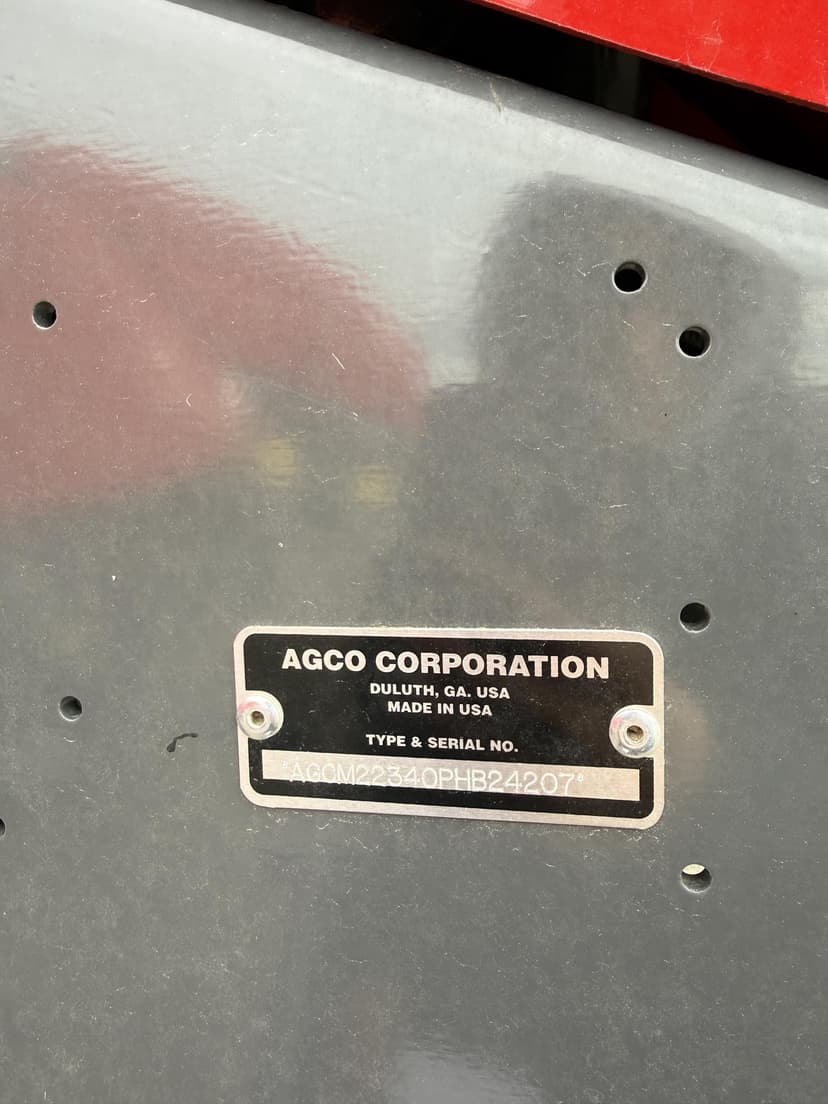 AGCO CORPORATION
DULUTH, GA. USA
MADE IN USA
TYPE & SERIAL NO.
*AGCM22340PHB24207*